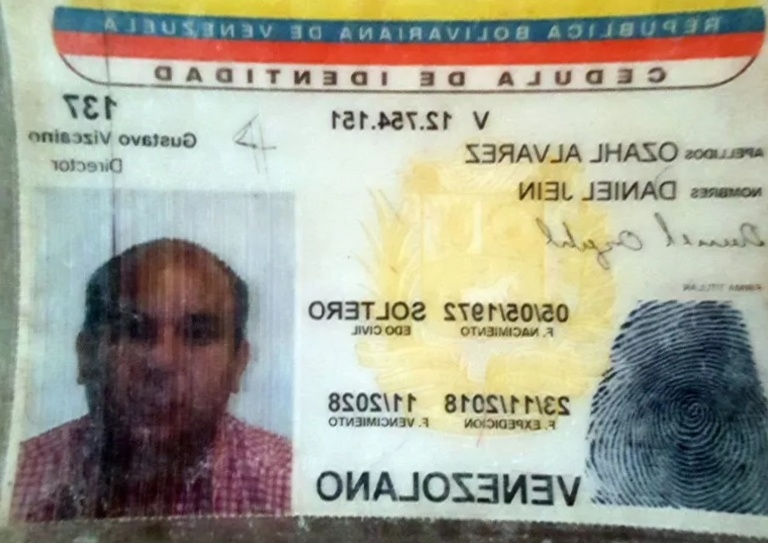 REPUBLICA BOLIVARIANA DE VENEZUELA
CEDULA DE IDENTIDAD
V 12.754.151
137
Gustavo Vizcaino
Director
APELLIDOS OZAHL ALVAREZ
NOMBRES DANIEL JEIN
Daniel Ozahl
FIRMA TITULAR
05/05/1972 SOLTERO
F. NACIMIENTO EDO CIVIL
23/11/2018 11/2028
F. EXPEDICION F. VENCIMIENTO
VENEZOLANO